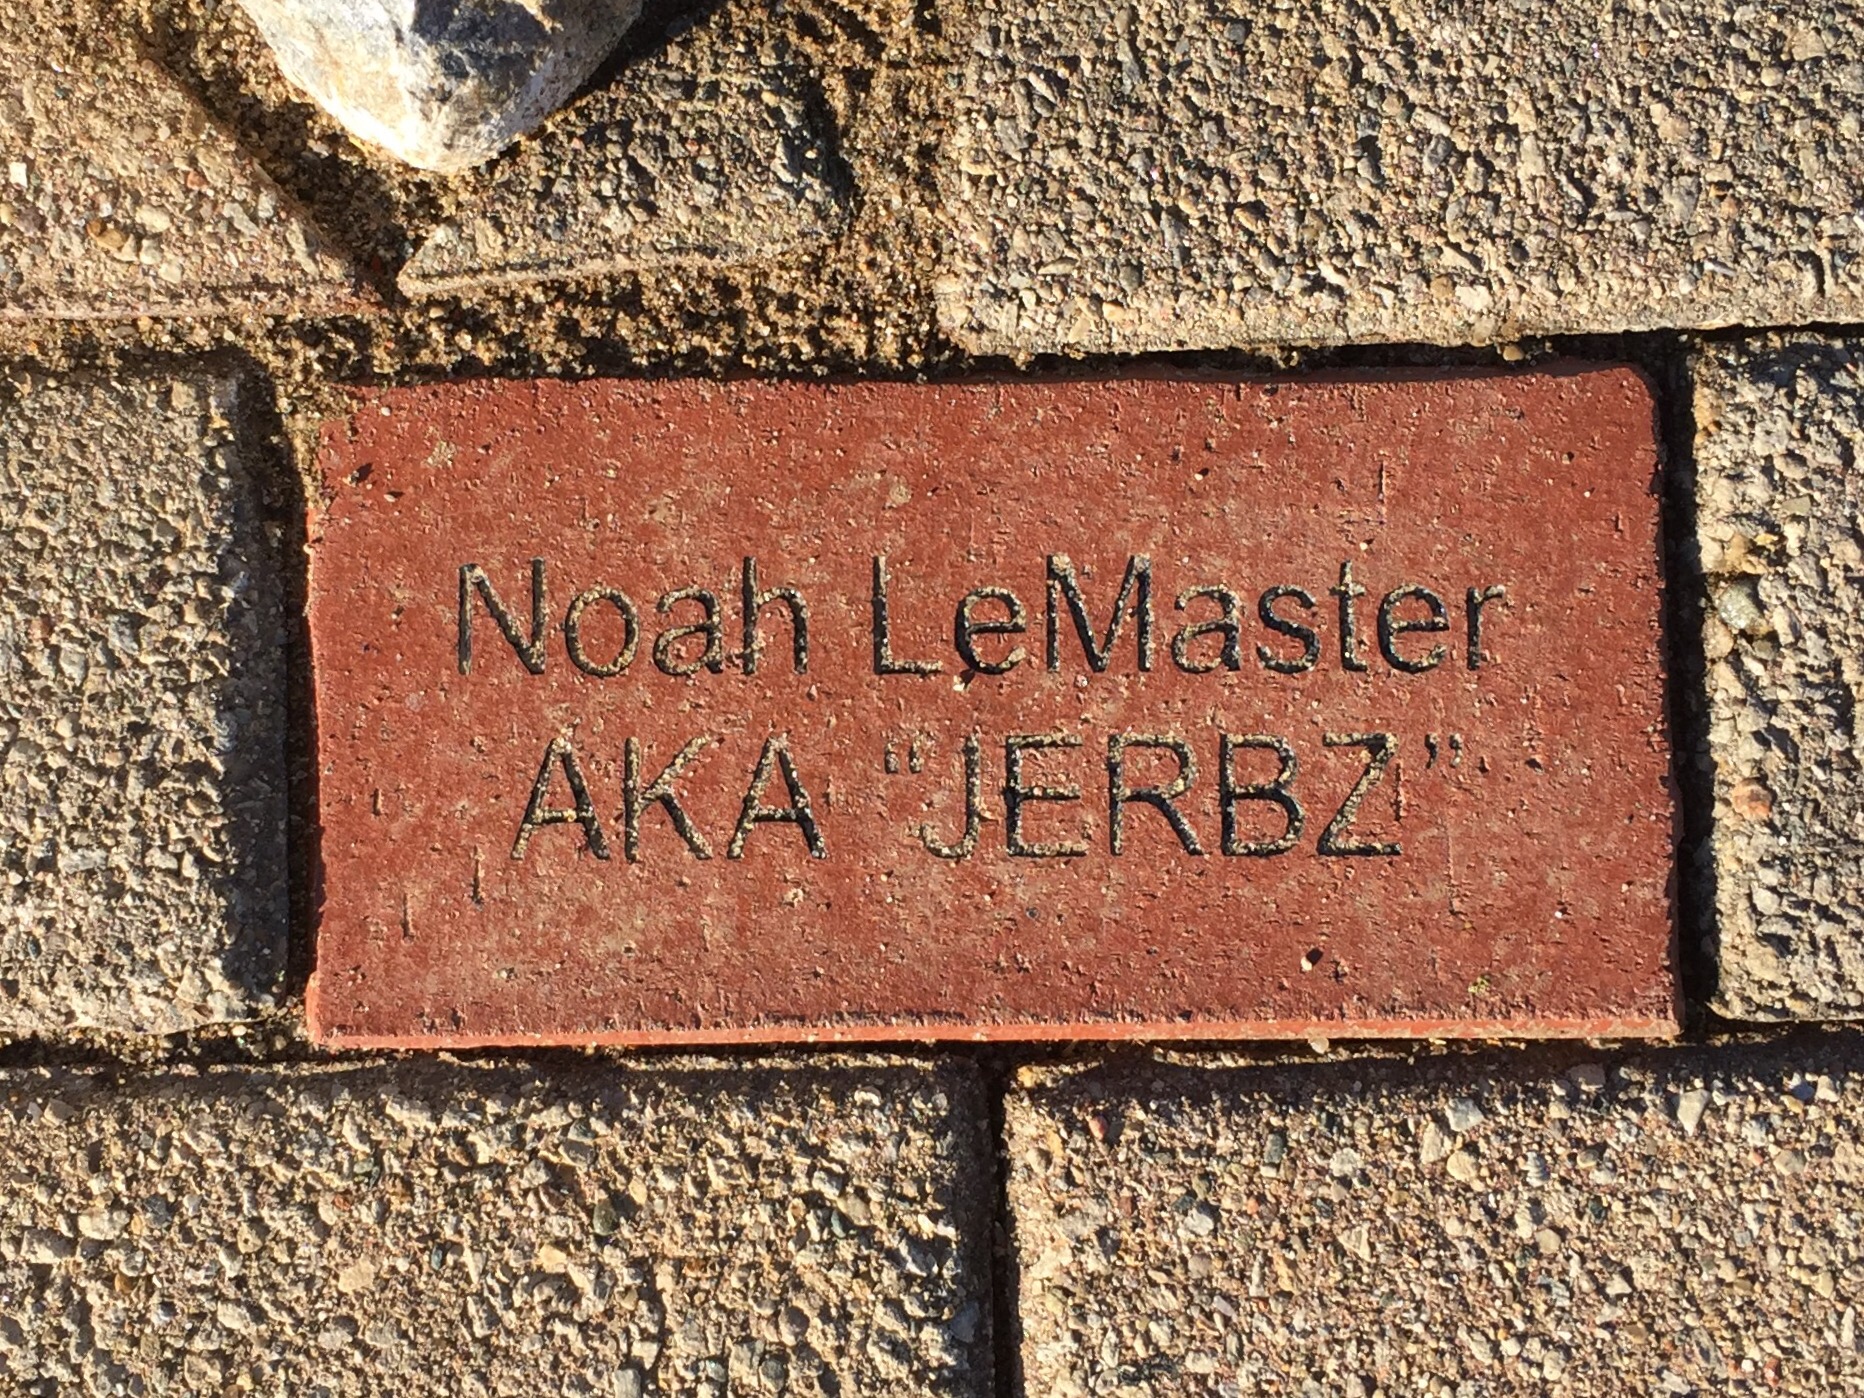 Noah LeMaster
AKA “JERBZ”